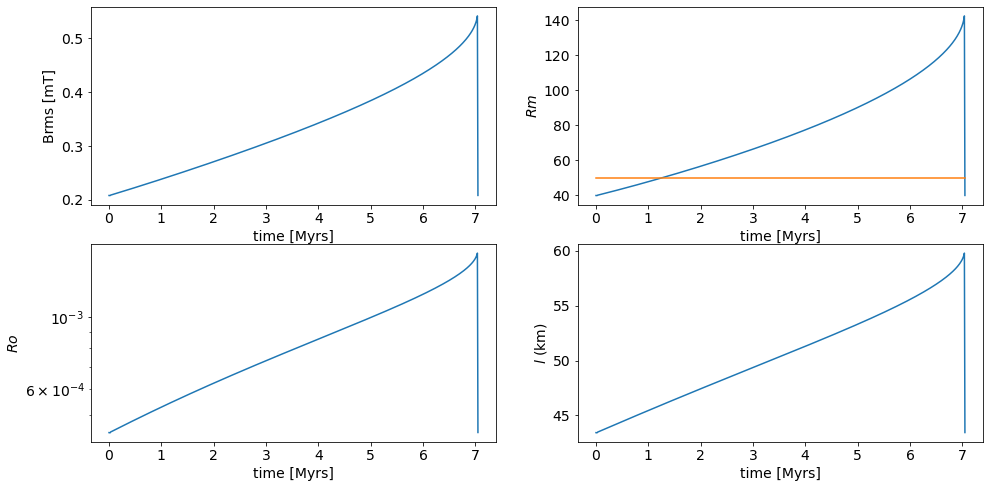 Brms [mT]
0.5
0.4
0.3
0.2
0 1 2 3 4 5 6 7
time [Myrs]
Rm
140
120
100
80
60
40
0 1 2 3 4 5 6 7
time [Myrs]
Ro
10⁻³
6 × 10⁻⁴
0 1 2 3 4 5 6 7
time [Myrs]
l (km)
60
55
50
45
0 1 2 3 4 5 6 7
time [Myrs]